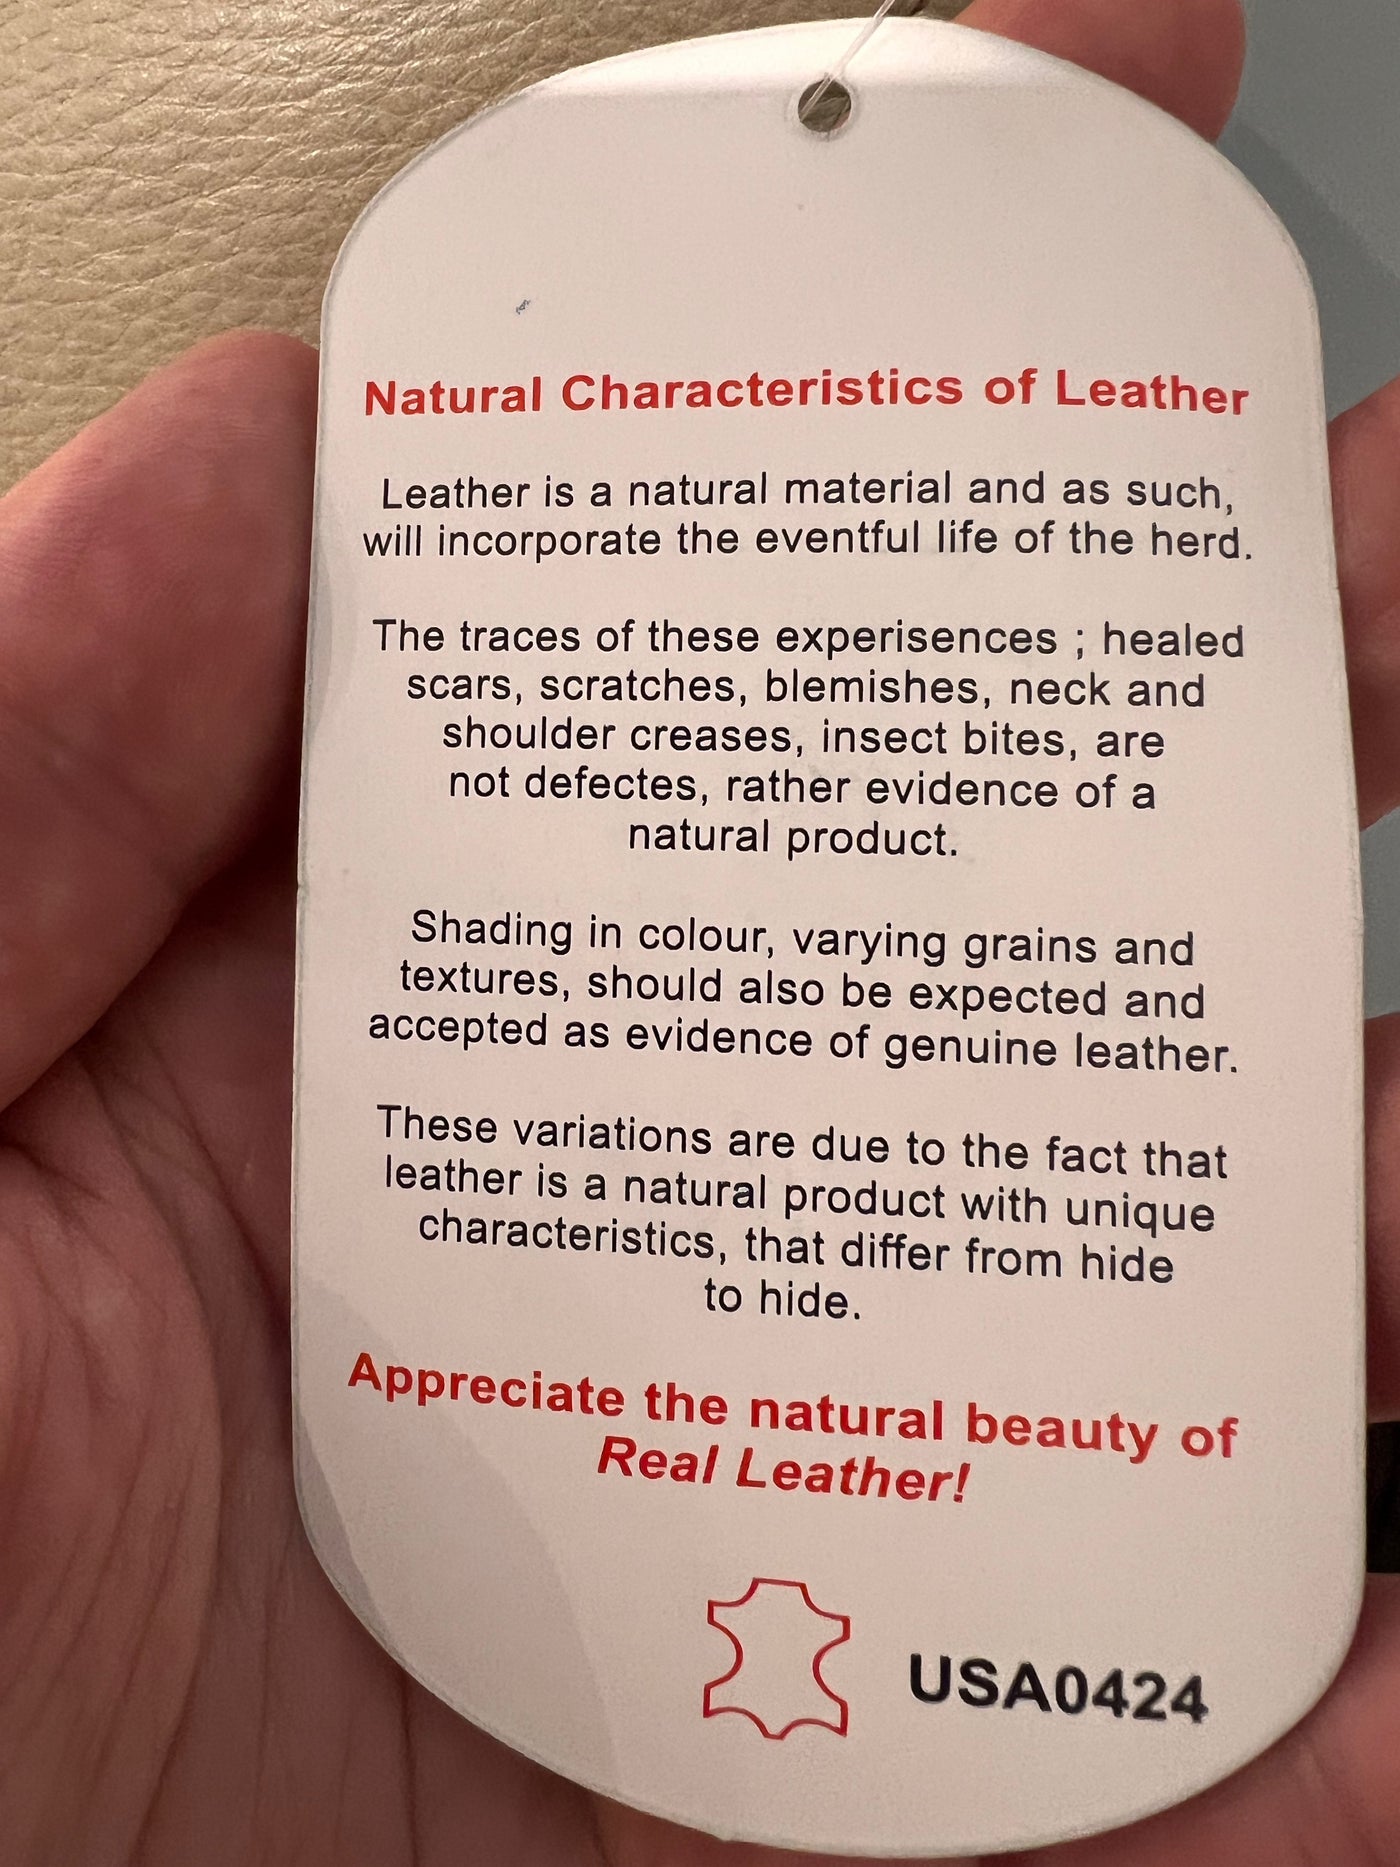 Natural Characteristics of Leather
Leather is a natural material and as such,
will incorporate the eventful life of the herd.
The traces of these experisences ; healed
scars, scratches, blemishes, neck and
shoulder creases, insect bites, are
not defectes, rather evidence of a
natural product.
Shading in colour, varying grains and
textures, should also be expected and
accepted as evidence of genuine leather.
These variations are due to the fact that
leather is a natural product with unique
characteristics, that differ from hide
to hide.
Appreciate the natural beauty of
Real Leather!
USA0424